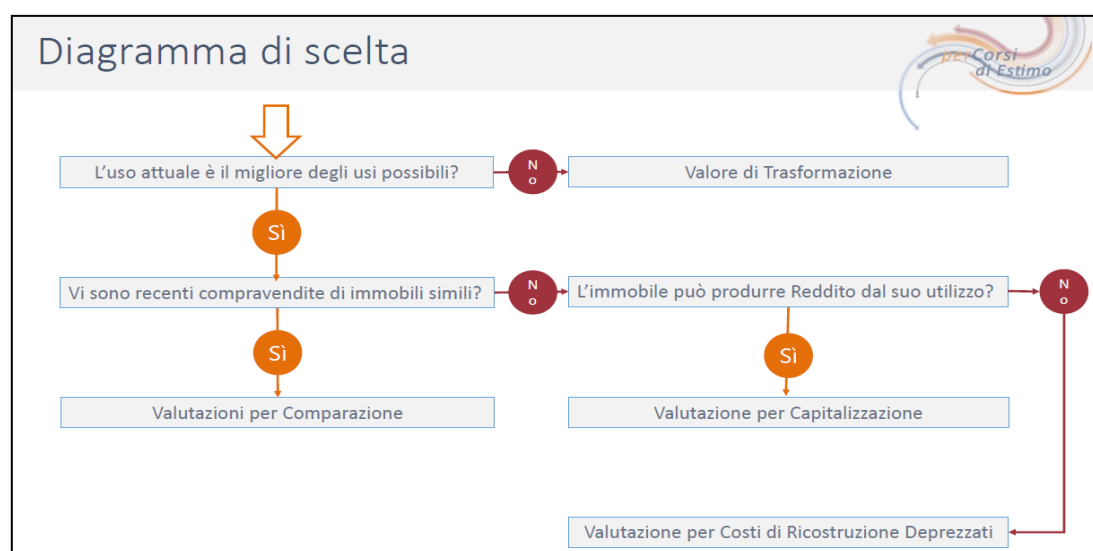 Diagramma di scelta
perCorsi
di Estimo
L'uso attuale è il migliore degli usi possibili?
No
Valore di Trasformazione
Sì
Vi sono recenti compravendite di immobili simili?
No
L'immobile può produrre Reddito dal suo utilizzo?
No
Sì
Sì
Valutazioni per Comparazione
Valutazione per Capitalizzazione
Valutazione per Costi di Ricostruzione Deprezzati